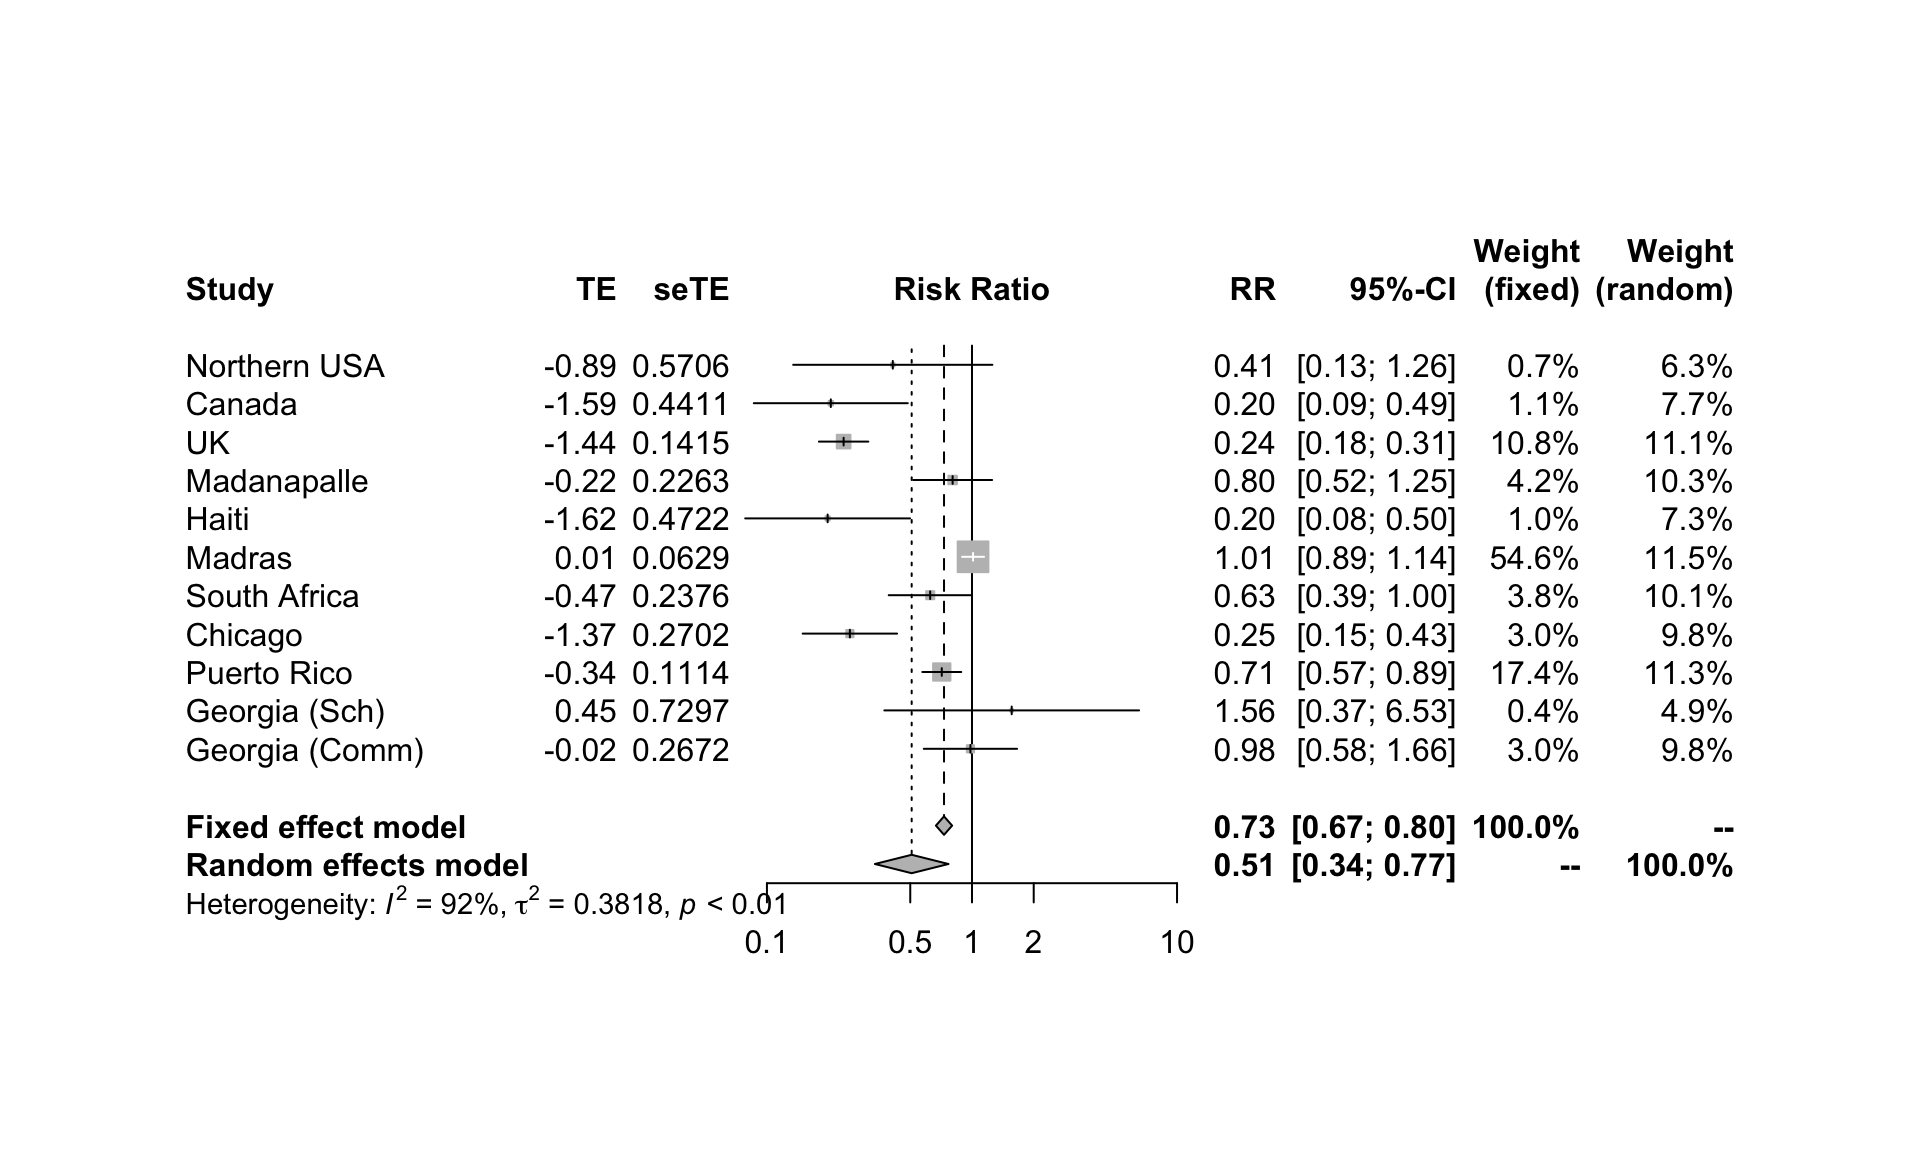 Weight Weight
Study TE seTE Risk Ratio RR 95%-CI (fixed) (random)
Northern USA -0.89 0.5706 0.41 [0.13; 1.26] 0.7% 6.3%
Canada -1.59 0.4411 0.20 [0.09; 0.49] 1.1% 7.7%
UK -1.44 0.1415 0.24 [0.18; 0.31] 10.8% 11.1%
Madanapalle -0.22 0.2263 0.80 [0.52; 1.25] 4.2% 10.3%
Haiti -1.62 0.4722 0.20 [0.08; 0.50] 1.0% 7.3%
Madras 0.01 0.0629 1.01 [0.89; 1.14] 54.6% 11.5%
South Africa -0.47 0.2376 0.63 [0.39; 1.00] 3.8% 10.1%
Chicago -1.37 0.2702 0.25 [0.15; 0.43] 3.0% 9.8%
Puerto Rico -0.34 0.1114 0.71 [0.57; 0.89] 17.4% 11.3%
Georgia (Sch) 0.45 0.7297 1.56 [0.37; 6.53] 0.4% 4.9%
Georgia (Comm) -0.02 0.2672 0.98 [0.58; 1.66] 3.0% 9.8%
Fixed effect model 0.73 [0.67; 0.80] 100.0% --
Random effects model 0.51 [0.34; 0.77] -- 100.0%
Heterogeneity: I² = 92%, τ² = 0.3818, p < 0.01
0.1 0.5 1 2 10